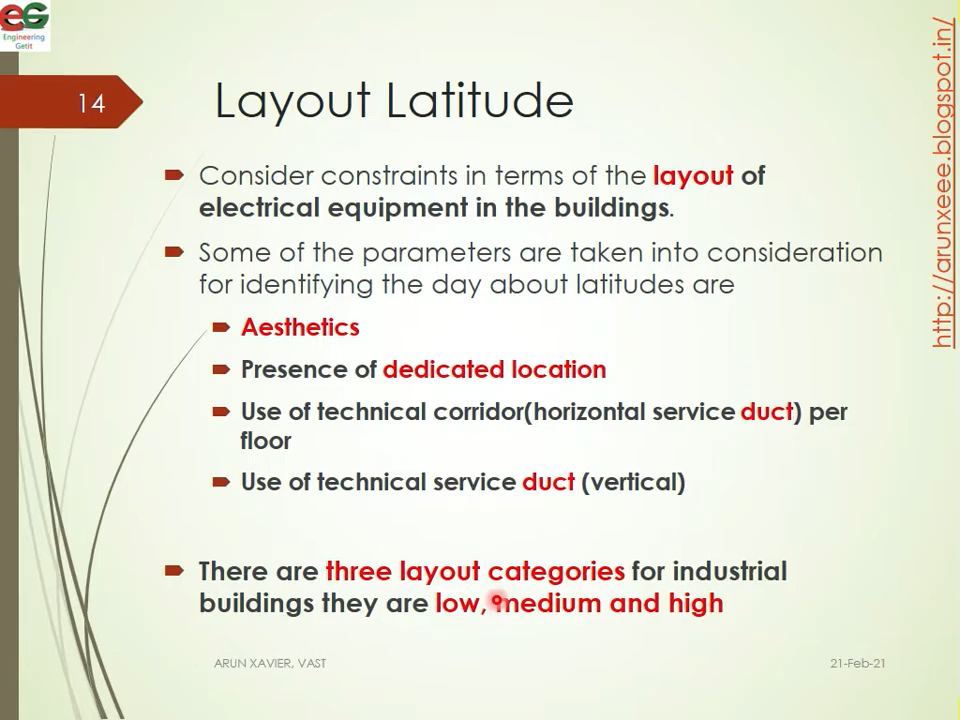 EG
Engineering
Getit
14
Layout Latitude
Consider constraints in terms of the layout of
electrical equipment in the buildings.
Some of the parameters are taken into consideration
for identifying the day about latitudes are
Aesthetics
Presence of dedicated location
Use of technical corridor(horizontal service duct) per
floor
Use of technical service duct (vertical)
There are three layout categories for industrial
buildings they are low, medium and high
ARUN XAVIER, VAST
21-Feb-21
http://arunxeee.blogspot.in/